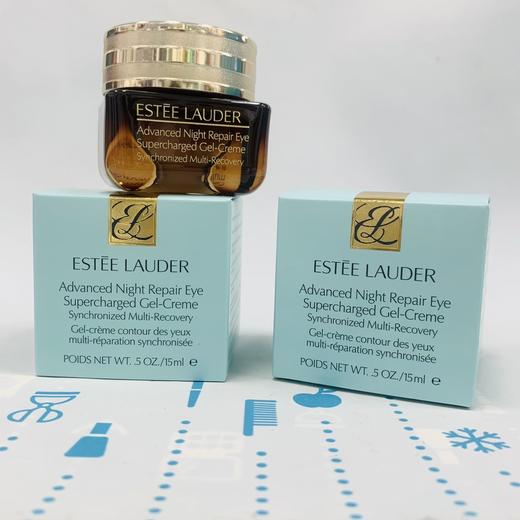 ESTĒE LAUDER
Advanced Night Repair Eye
Supercharged Gel-Creme
Synchronized Multi-Recovery
ESTĒE LAUDER
Advanced Night Repair Eye
Supercharged Gel-Creme
Synchronized Multi-Recovery
Gel-crème contour des yeux
multi-réparation synchronisée
POIDS NET WT. .5 OZ./15ml ℮
ESTĒE LAUDER
Advanced Night Repair Eye
Supercharged Gel-Creme
Synchronized Multi-Recovery
Gel-crème contour des yeux
multi-réparation synchronisée
POIDS NET WT. .5 OZ./15ml ℮